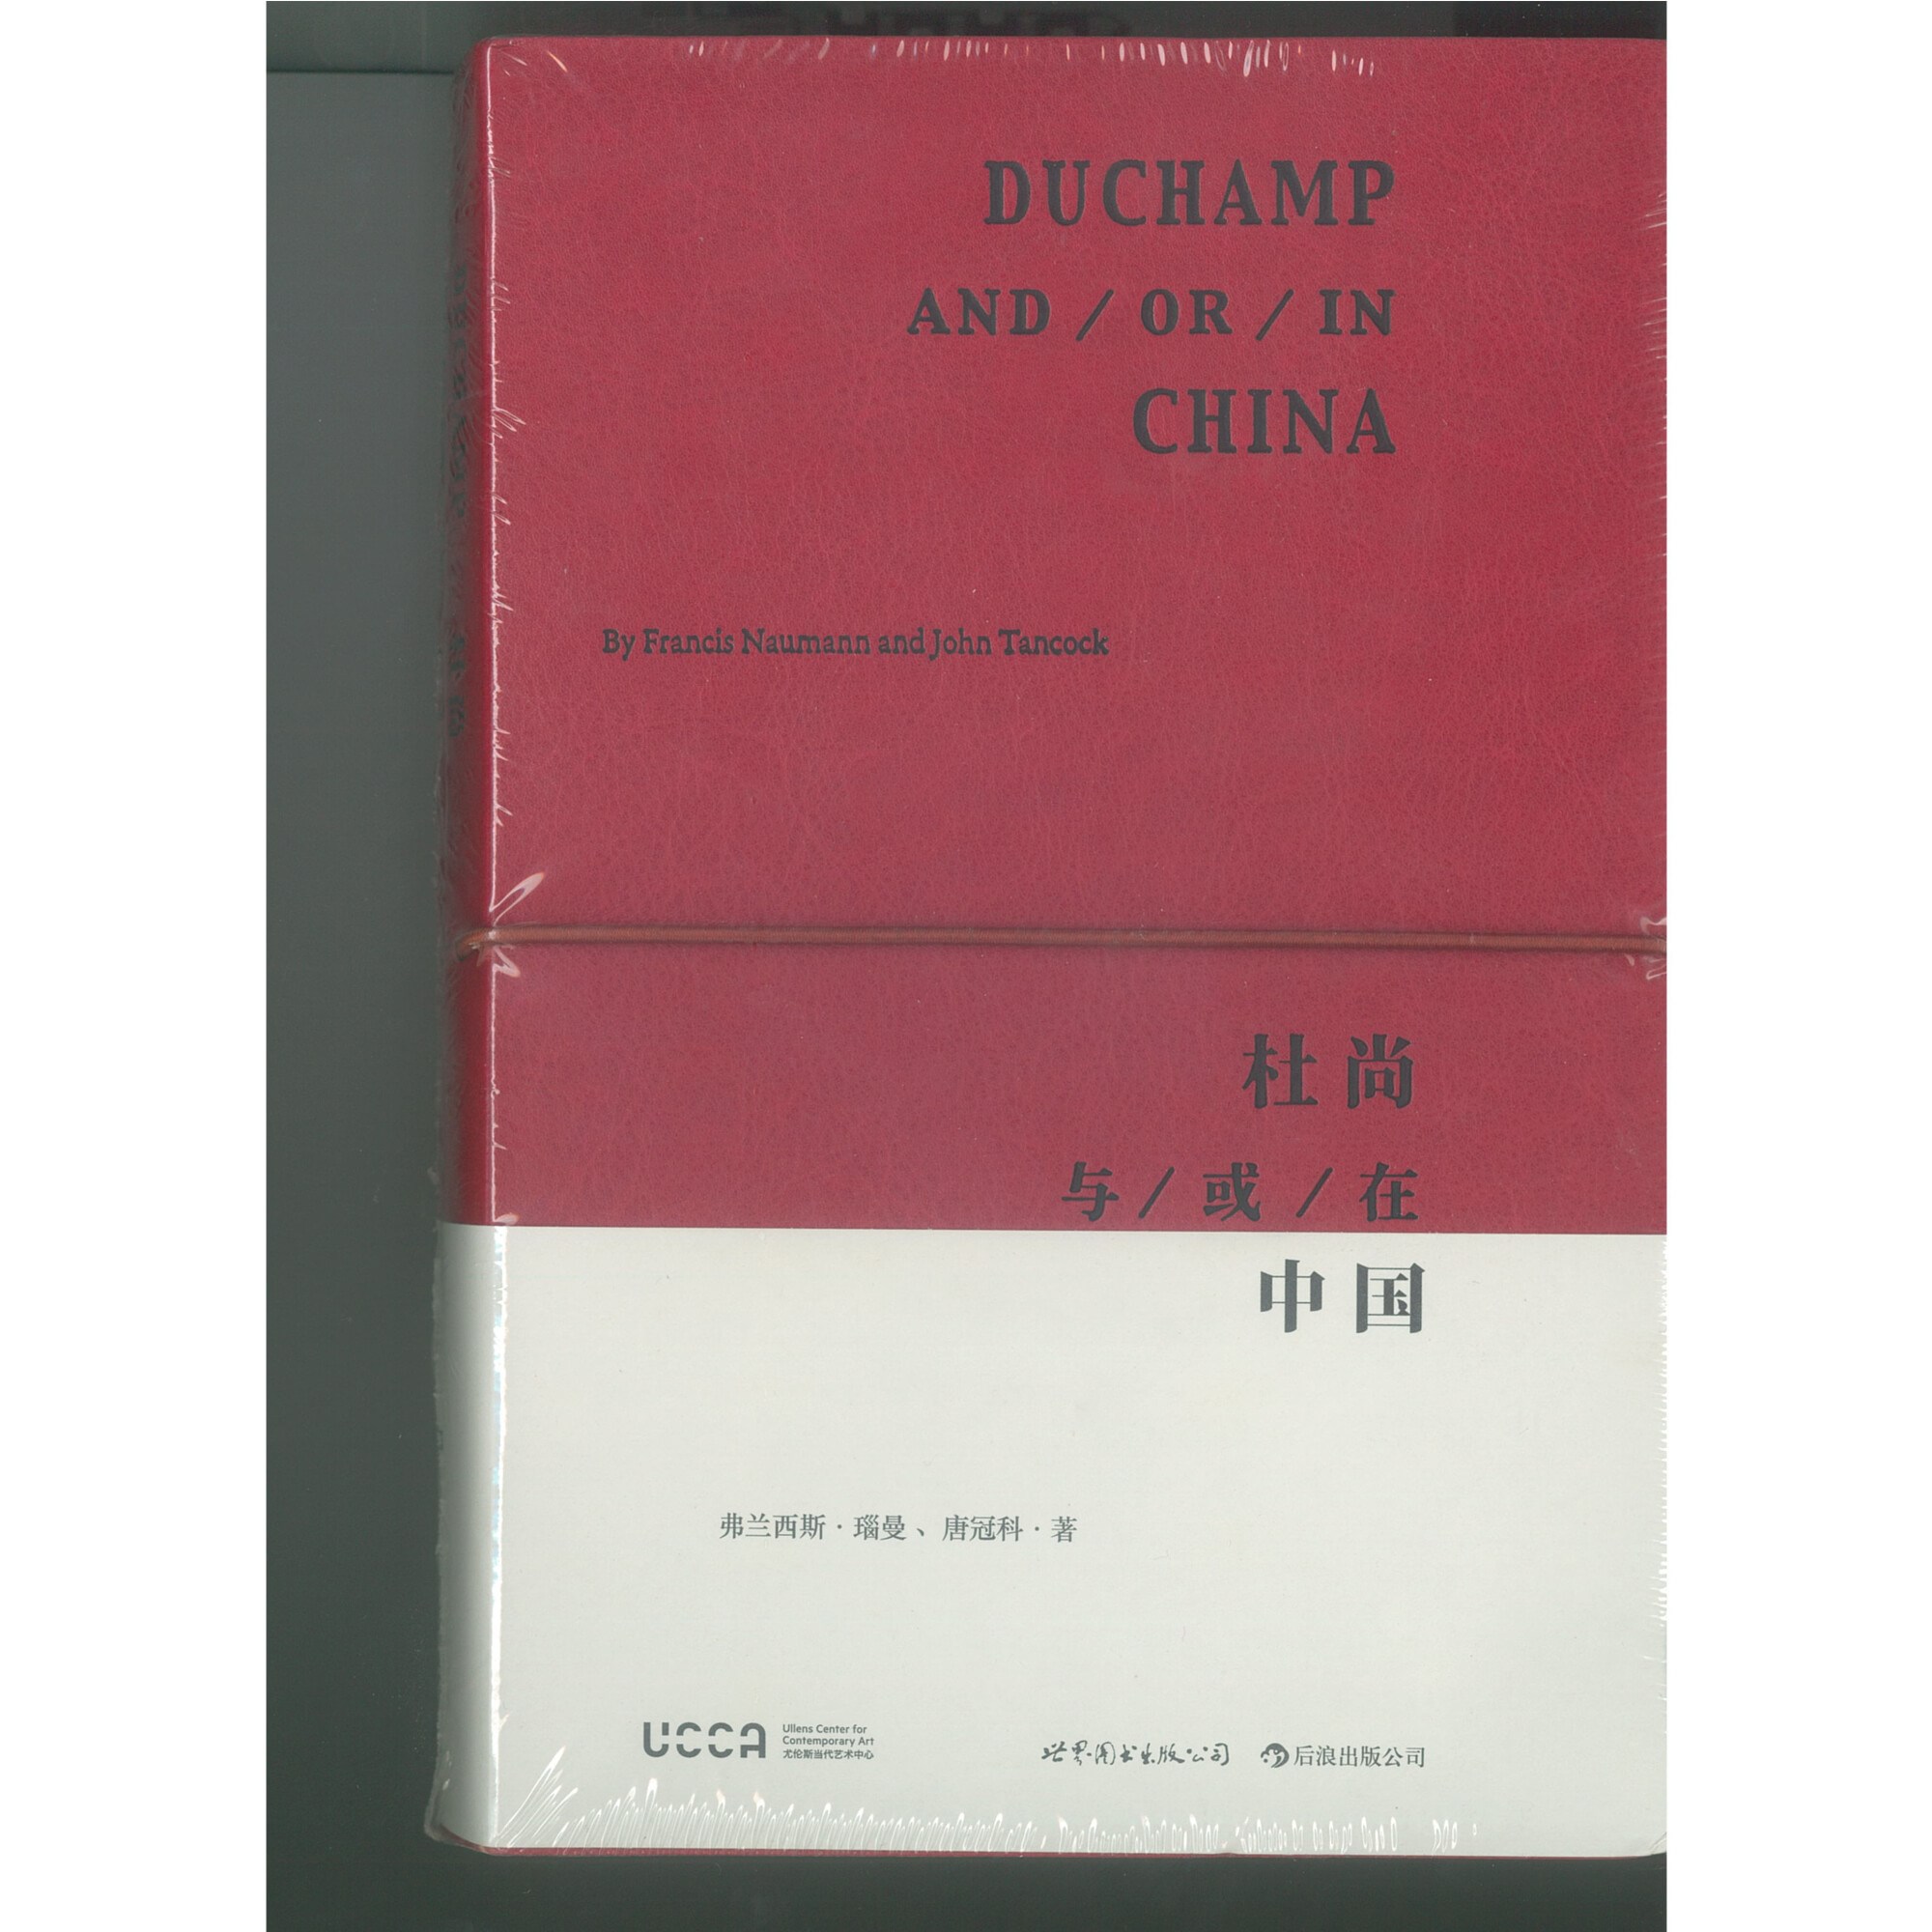 DUCHAMP
AND / OR / IN
CHINA
By Francis Naumann and John Tancock
杜尚
与 / 或 / 在
中国
弗兰西斯·瑙曼、唐冠科·著
UCCA
Ullens Center for
Contemporary Art
尤伦斯当代艺术中心
世界图书出版公司
后浪出版公司